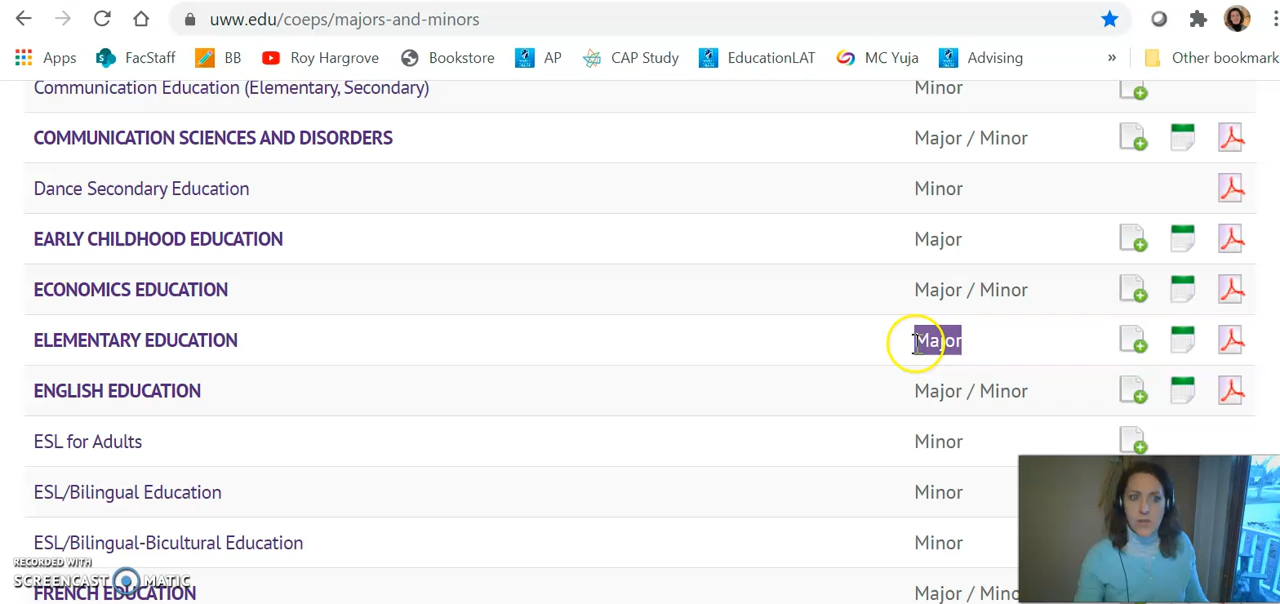 uww.edu/coeps/majors-and-minors
Apps FacStaff BB Roy Hargrove Bookstore AP CAP Study EducationLAT MC Yuja Advising » Other bookmark
Communication Education (Elementary, Secondary) Minor
COMMUNICATION SCIENCES AND DISORDERS Major / Minor
Dance Secondary Education Minor
EARLY CHILDHOOD EDUCATION Major
ECONOMICS EDUCATION Major / Minor
ELEMENTARY EDUCATION Major
ENGLISH EDUCATION Major / Minor
ESL for Adults Minor
ESL/Bilingual Education Minor
ESL/Bilingual-Bicultural Education Minor
RECORDED WITH
SCREENCAST MATIC
FRENCH EDUCATION Major / Mino